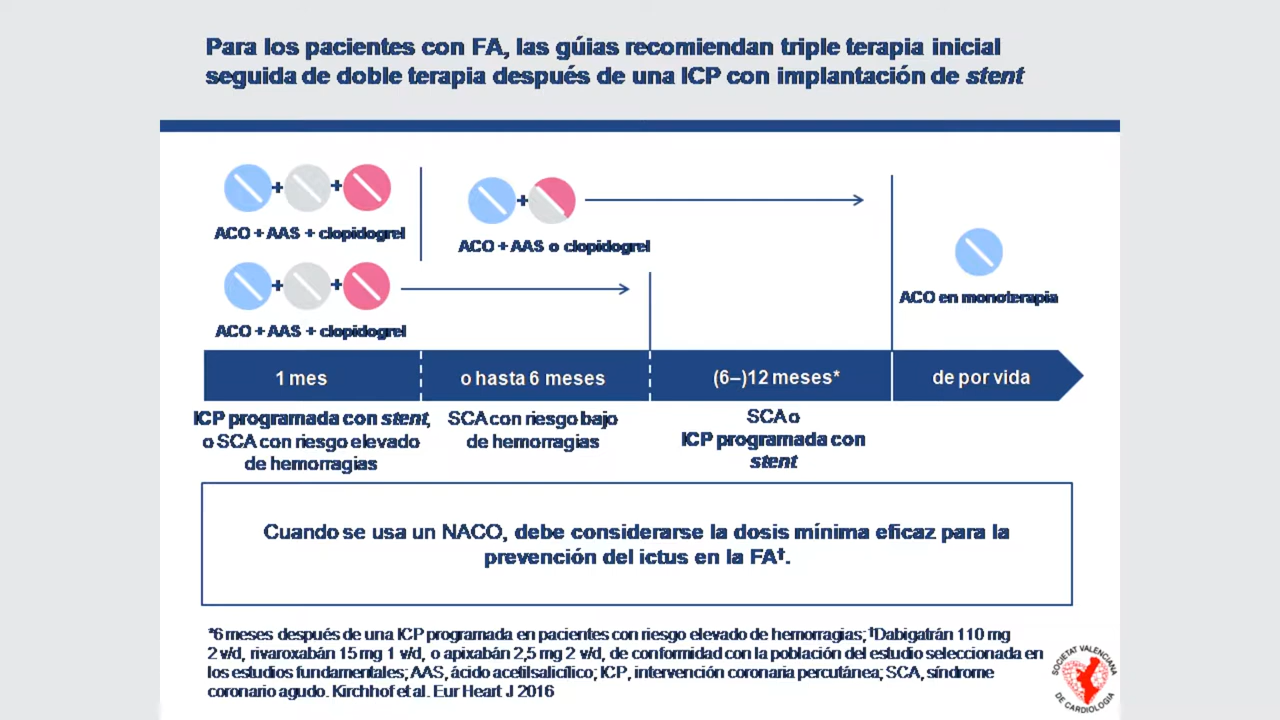 Para los pacientes con FA, las gúias recomiendan triple terapia inicial
seguida de doble terapia después de una ICP con implantación de stent
ACO + AAS + clopidogrel
ACO + AAS o clopidogrel
ACO en monoterapia
ACO + AAS + clopidogrel
1 mes
o hasta 6 meses
(6–)12 meses*
de por vida
ICP programada con stent,
o SCA con riesgo elevado
de hemorragias
SCA con riesgo bajo
de hemorragias
SCA o
ICP programada con
stent
Cuando se usa un NACO, debe considerarse la dosis mínima eficaz para la
prevención del ictus en la FA†.
*6 meses después de una ICP programada en pacientes con riesgo elevado de hemorragias; †Dabigatrán 110 mg
2 v/d, rivaroxabán 15 mg 1 v/d, o apixabán 2,5 mg 2 v/d, de conformidad con la población del estudio seleccionada en
los estudios fundamentales; AAS, ácido acetilsalicílico; ICP, intervención coronaria percutánea; SCA, síndrome
coronario agudo. Kirchhof et al. Eur Heart J 2016
SOCIETAT VALENCIANA
DE CARDIOLOGIA